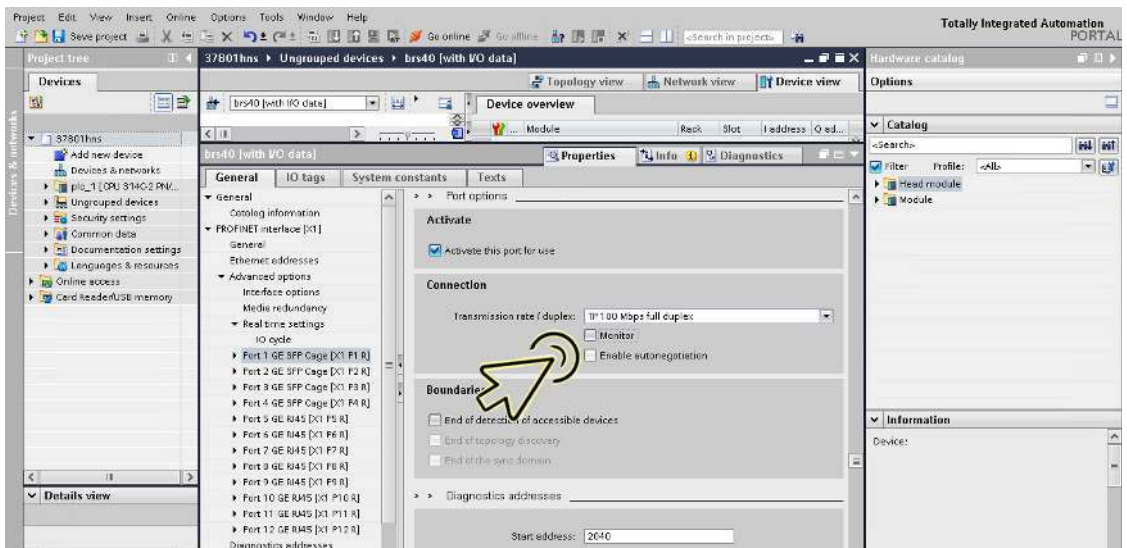 Project Edit View Insert Online Options Tools Window Help
Totally Integrated Automation
PORTAL
Save project Go online Go offline <Search in project>
Project tree
37801hns Ungrouped devices brs40 [with I/O data]
Hardware catalog
Devices
Topology view Network view Device view
Options
brs40 [with I/O data]
Device overview
... Module Rack Slot I address Q ad...
Catalog
<Search>
Filter Profile: <All>
Head module
Module
Devices & networks
37801hns
Add new device
Devices & networks
plc_1 [CPU 314C-2 PN/...
Ungrouped devices
Security settings
Common data
Documentation settings
Languages & resources
Online access
Card Reader/USB memory
Details view
brs40 [with I/O data]
Properties Info Diagnostics
General IO tags System constants Texts
General
Catalog information
PROFINET interface [X1]
General
Ethernet addresses
Advanced options
Interface options
Media redundancy
Real time settings
IO cycle
Port 1 GE SFP Cage [X1 P1 R]
Port 2 GE SFP Cage [X1 P2 R]
Port 3 GE SFP Cage [X1 P3 R]
Port 4 GE SFP Cage [X1 P4 R]
Port 5 GE RJ45 [X1 P5 R]
Port 6 GE RJ45 [X1 P6 R]
Port 7 GE RJ45 [X1 P7 R]
Port 8 GE RJ45 [X1 P8 R]
Port 9 GE RJ45 [X1 P9 R]
Port 10 GE RJ45 [X1 P10 R]
Port 11 GE RJ45 [X1 P11 R]
Port 12 GE RJ45 [X1 P12 R]
Diagnostics addresses
> > Port options
Activate
Activate this port for use
Connection
Transmission rate / duplex: TP 100 Mbps full duplex
Monitor
Enable autonegotiation
Boundaries
End of detection of accessible devices
End of topology discovery
End of the sync domain
> > Diagnostics addresses
Start address: 2040
Information
Device: